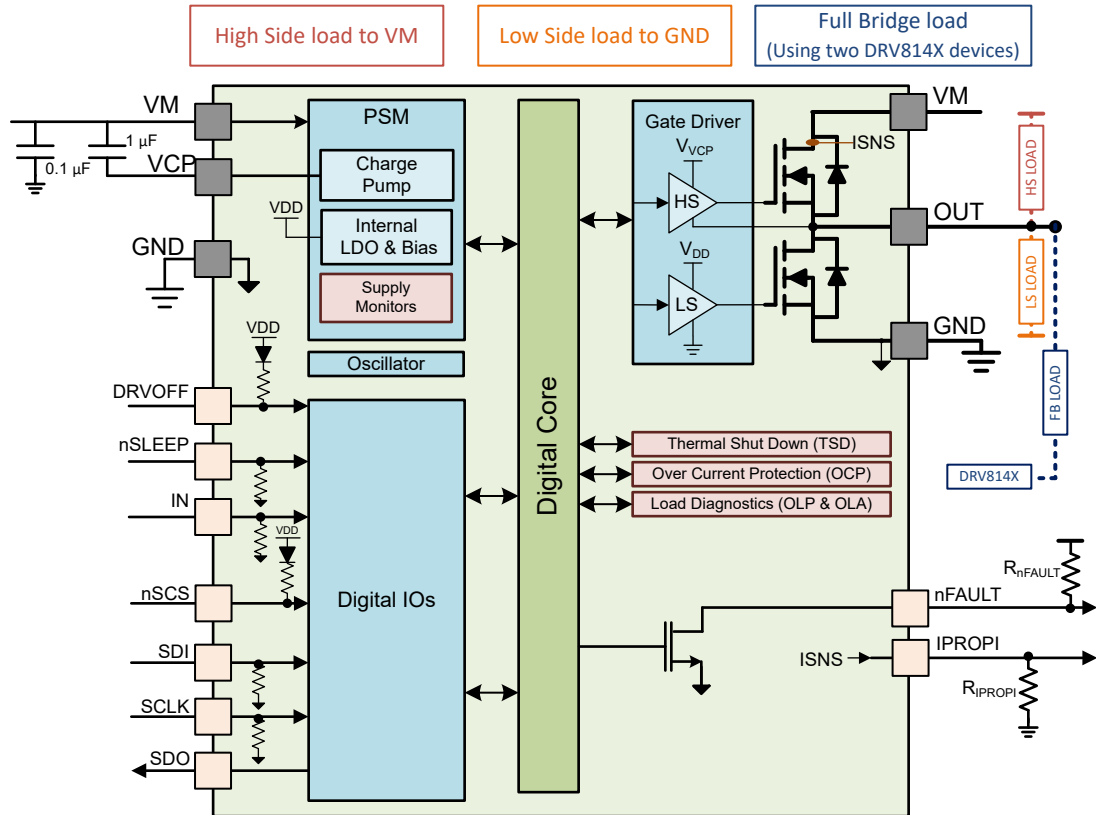 High Side load to VM
Low Side load to GND
Full Bridge load
(Using two DRV814X devices)
VM
0.1 µF
1 µF
VCP
GND
PSM
Charge
Pump
VDD
Internal
LDO & Bias
Supply
Monitors
Oscillator
VDD
DRVOFF
nSLEEP
IN
VDD
nSCS
SDI
SCLK
SDO
Digital IOs
Digital Core
Gate Driver
VVCP
HS
VDD
LS
ISNS
VM
OUT
GND
HS LOAD
LS LOAD
FB LOAD
DRV814X
Thermal Shut Down (TSD)
Over Current Protection (OCP)
Load Diagnostics (OLP & OLA)
RnFAULT
nFAULT
ISNS
IPROPI
RIPROPI